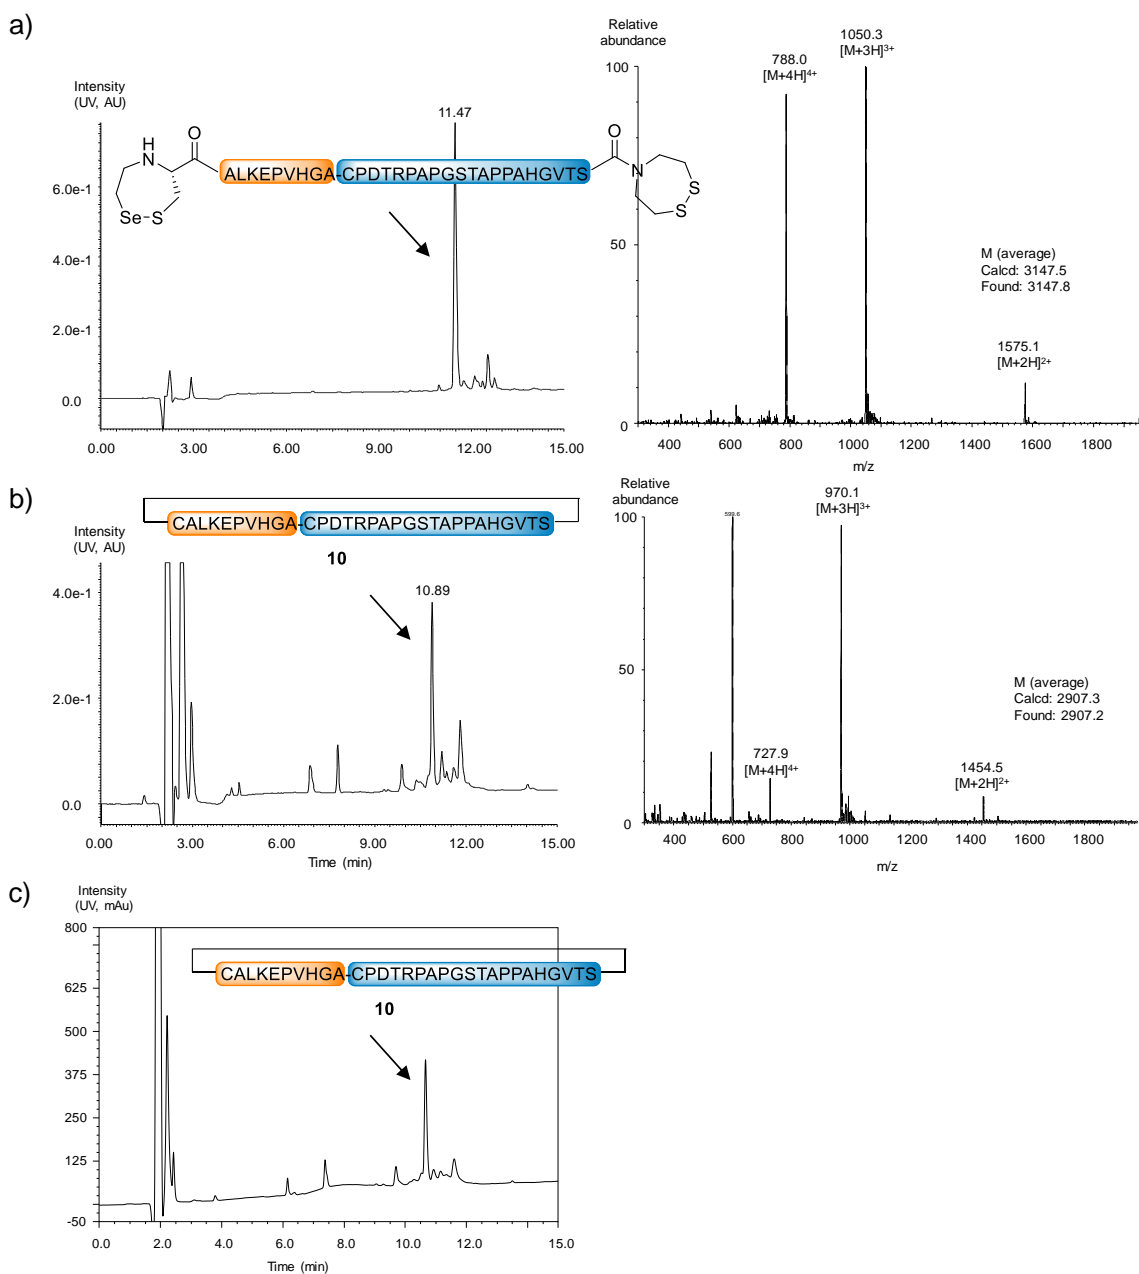 a)
Intensity
(UV, AU)
6.0e-1
4.0e-1
2.0e-1
0.0
0.00
3.00
6.00
9.00
12.00
15.00
11.47
H
N
O
Se-S
ALKEPVHGA-CPDTRPAPGSTAPPAHGVTS
O
N
S
S
Relative
abundance
100
50
0
788.0
[M+4H]4+
1050.3
[M+3H]3+
1575.1
[M+2H]2+
M (average)
Calcd: 3147.5
Found: 3147.8
400
600
800
1000
1200
1400
1600
1800
m/z
b)
Intensity
(UV, AU)
4.0e-1
2.0e-1
0.0
CALKEPVHGA-CPDTRPAPGSTAPPAHGVTS
10
10.89
0.00
3.00
6.00
9.00
12.00
15.00
Time (min)
Relative
abundance
100
50
0
599.6
970.1
[M+3H]3+
727.9
[M+4H]4+
1454.5
[M+2H]2+
M (average)
Calcd: 2907.3
Found: 2907.2
400
600
800
1000
1200
1400
1600
1800
m/z
c)
Intensity
(UV, mAu)
800
625
500
375
250
125
-50
CALKEPVHGA-CPDTRPAPGSTAPPAHGVTS
10
0.0
2.0
4.0
6.0
8.0
10.0
15.0
Time (min)